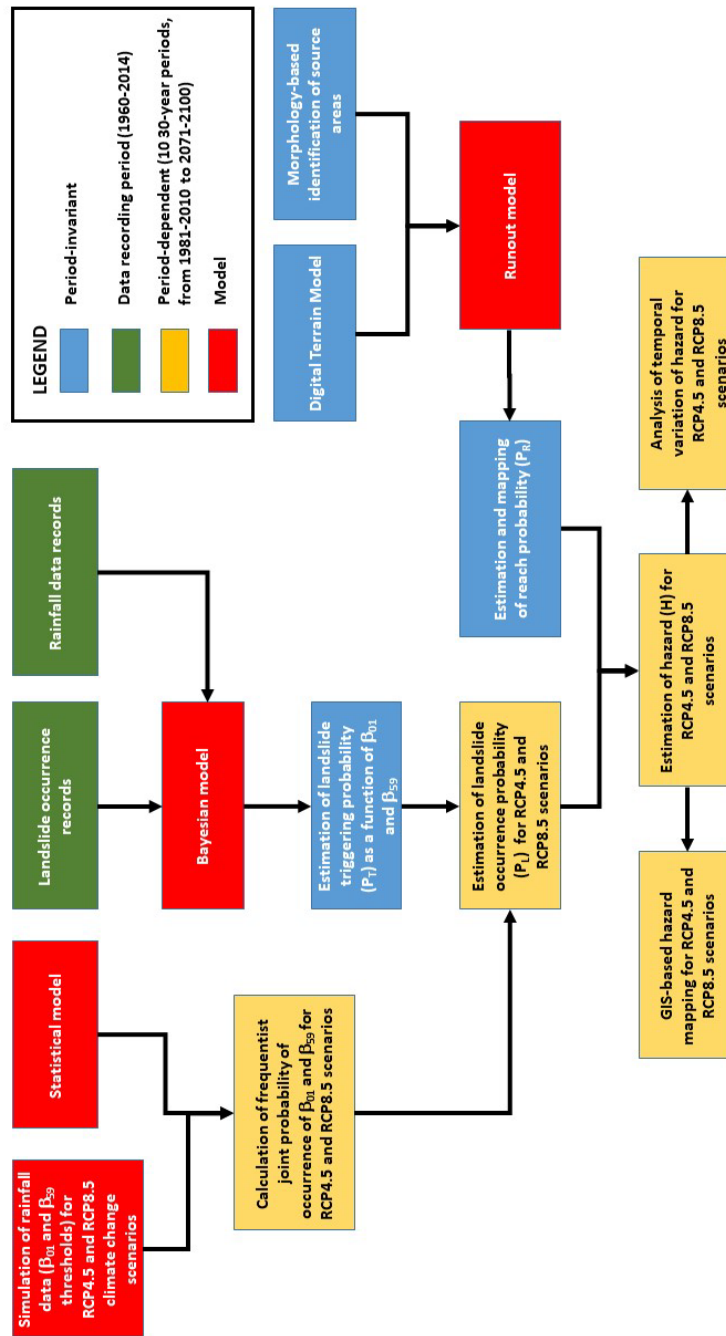 Simulation of rainfall
data (β01 and β59
thresholds) for
RCP4.5 and RCP8.5
climate change
scenarios
Statistical model
Landslide occurrence
records
Rainfall data records
LEGEND
Period-invariant
Data recording period (1960-2014)
Period-dependent (10 30-year periods,
from 1981-2010 to 2071-2100)
Model
Bayesian model
Calculation of frequentist
joint probability of
occurrence of β01 and β59 for
RCP4.5 and RCP8.5 scenarios
Estimation of landslide
triggering probability
(PT) as a function of β01
and β59
Digital Terrain Model
Morphology-based
identification of source
areas
Estimation of landslide
occurrence probability
(PL) for RCP4.5 and
RCP8.5 scenarios
Estimation and mapping
of reach probability (PR)
Runout model
GIS-based hazard
mapping for RCP4.5 and
RCP8.5 scenarios
Estimation of hazard (H) for
RCP4.5 and RCP8.5
scenarios
Analysis of temporal
variation of hazard for
RCP4.5 and RCP8.5
scenarios